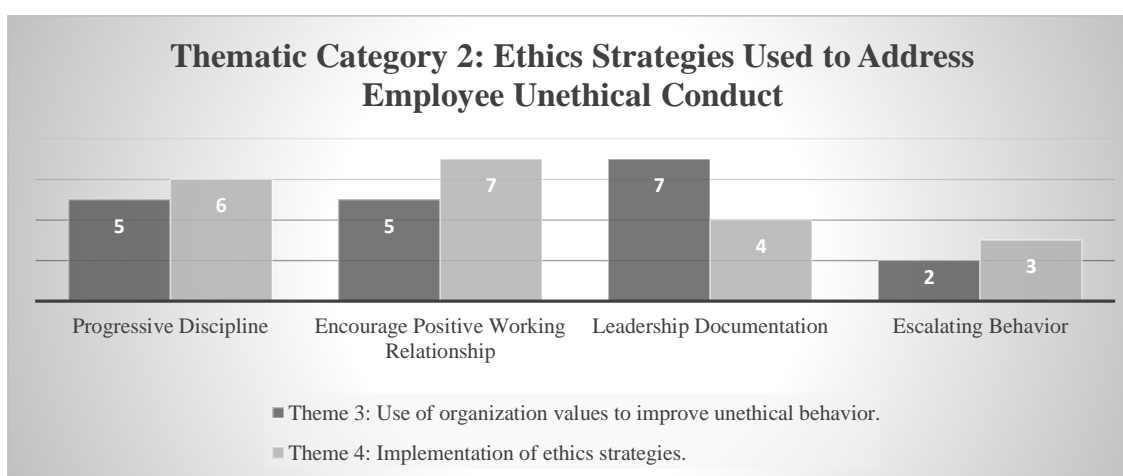 Thematic Category 2: Ethics Strategies Used to Address
Employee Unethical Conduct
5
6
5
7
7
4
2
3
Progressive Discipline
Encourage Positive Working
Relationship
Leadership Documentation
Escalating Behavior
Theme 3: Use of organization values to improve unethical behavior.
Theme 4: Implementation of ethics strategies.